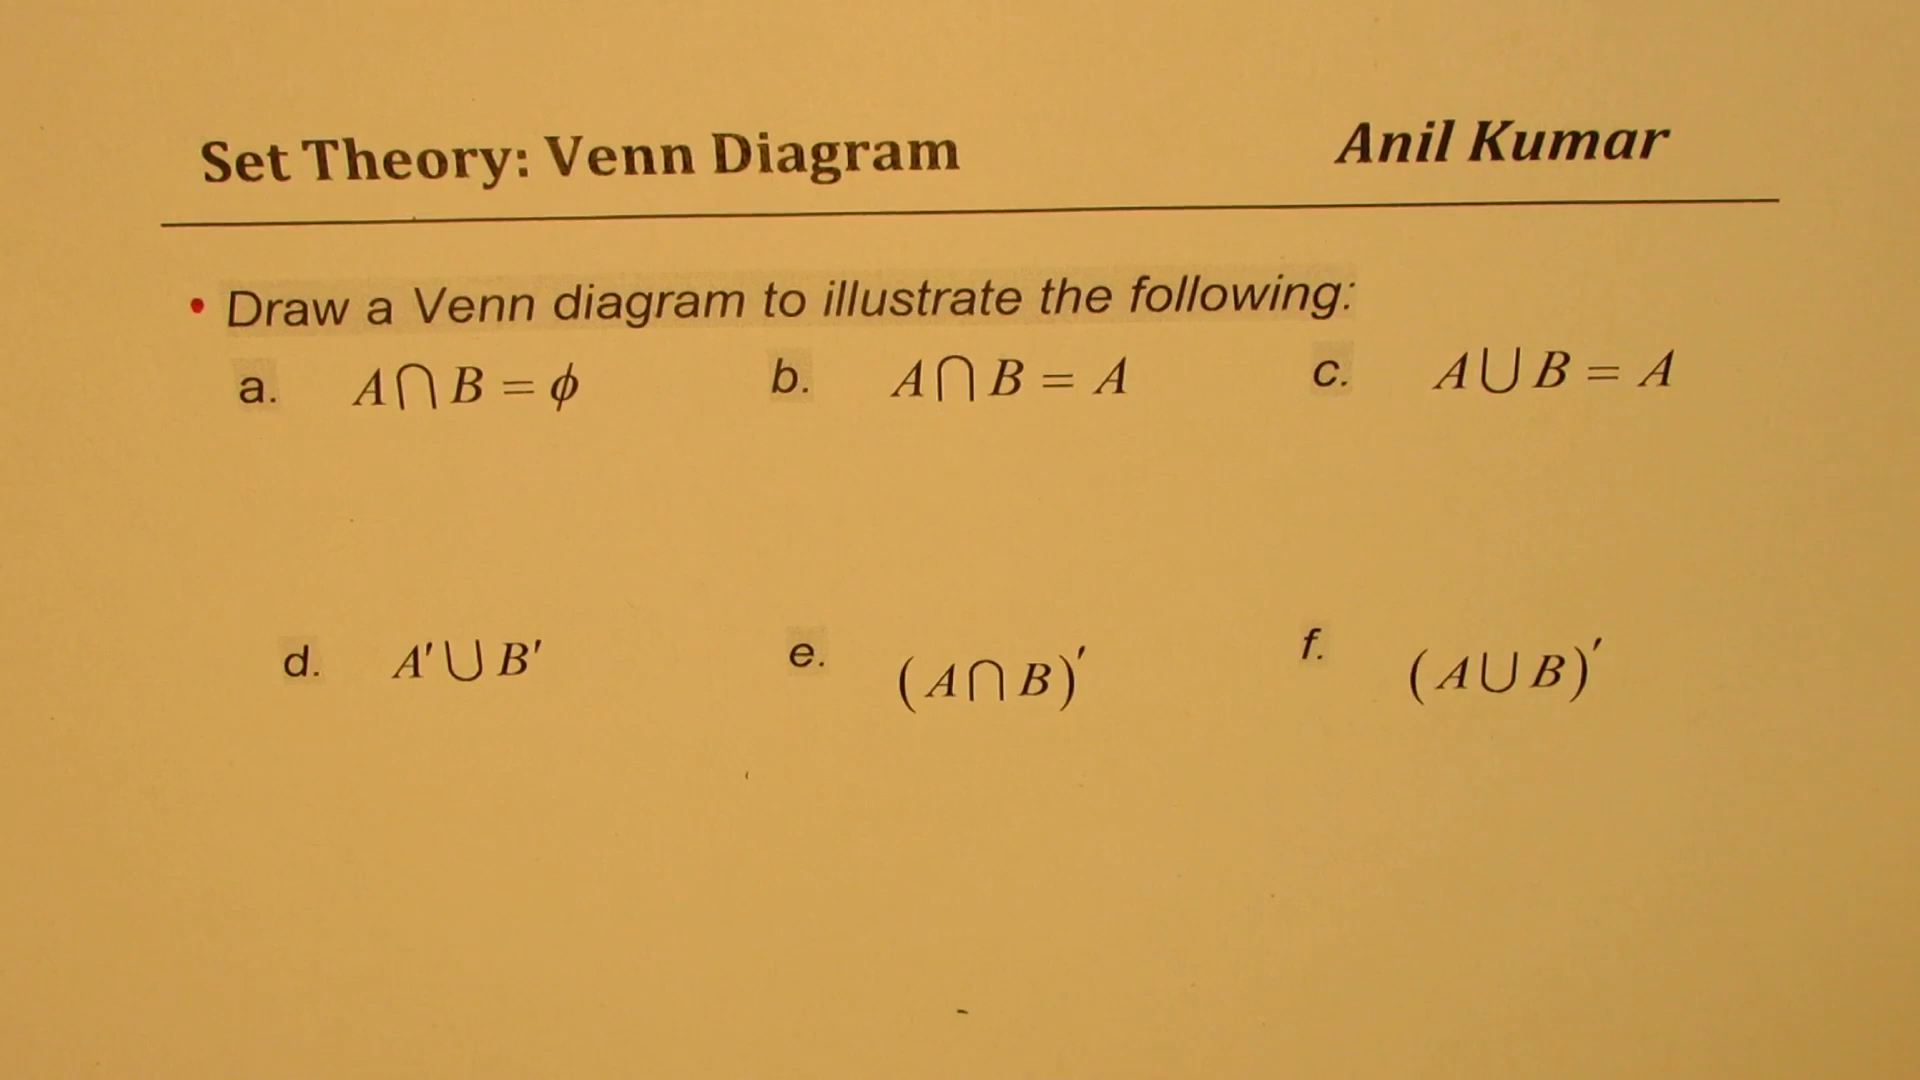 Set Theory: Venn Diagram Anil Kumar
• Draw a Venn diagram to illustrate the following:
a. A⋂B = ϕ b. A⋂B = A c. A⋃B = A
d. A′⋃B′ e. (A⋂B)′ f. (A⋃B)′